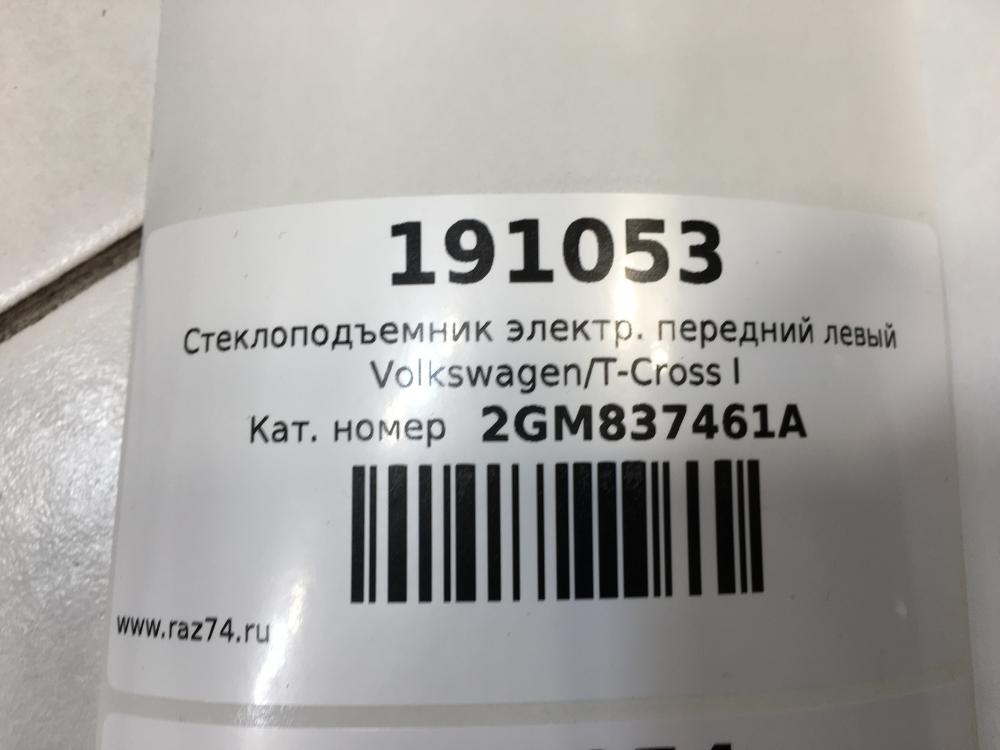 191053
Стеклоподъемник электр. передний левый
Volkswagen/T-Cross I
Кат. номер 2GM837461A
www.raz74.ru